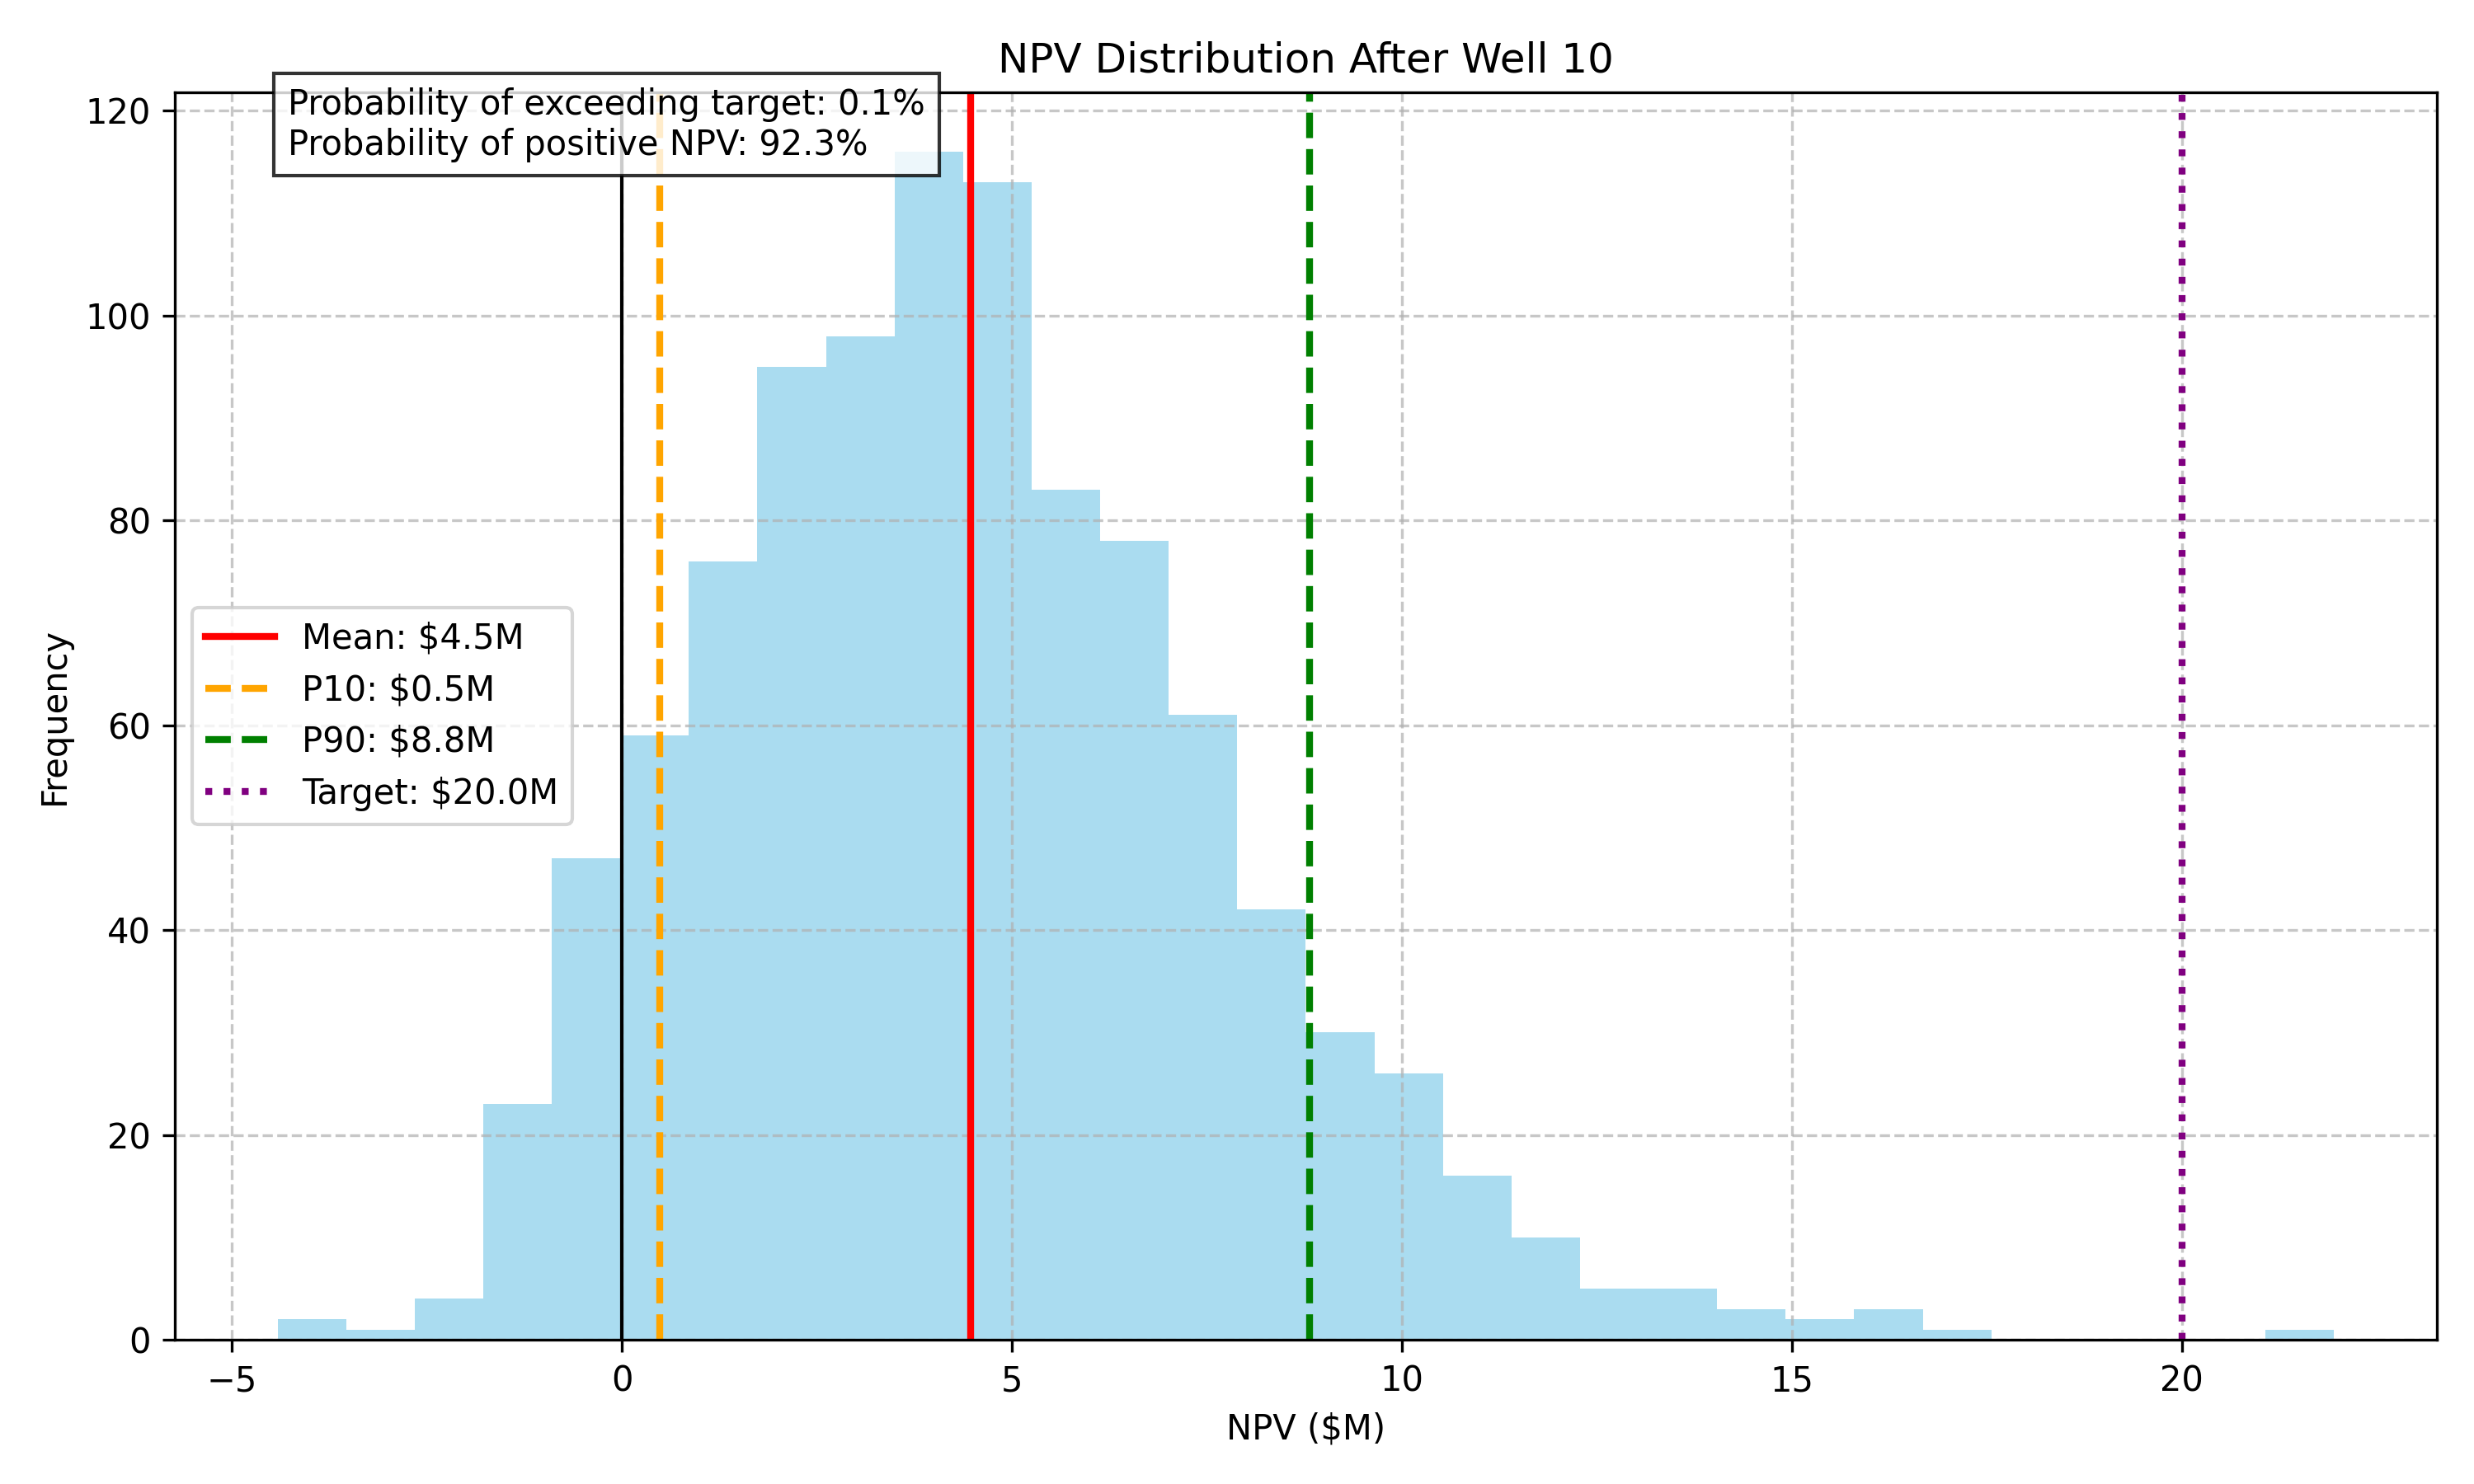 NPV Distribution After Well 10
Probability of exceeding target: 0.1%
Probability of positive NPV: 92.3%
120
100
80
60
40
20
0
Frequency
Mean: $4.5M
P10: $0.5M
P90: $8.8M
Target: $20.0M
−5
0
5
10
15
20
NPV ($M)